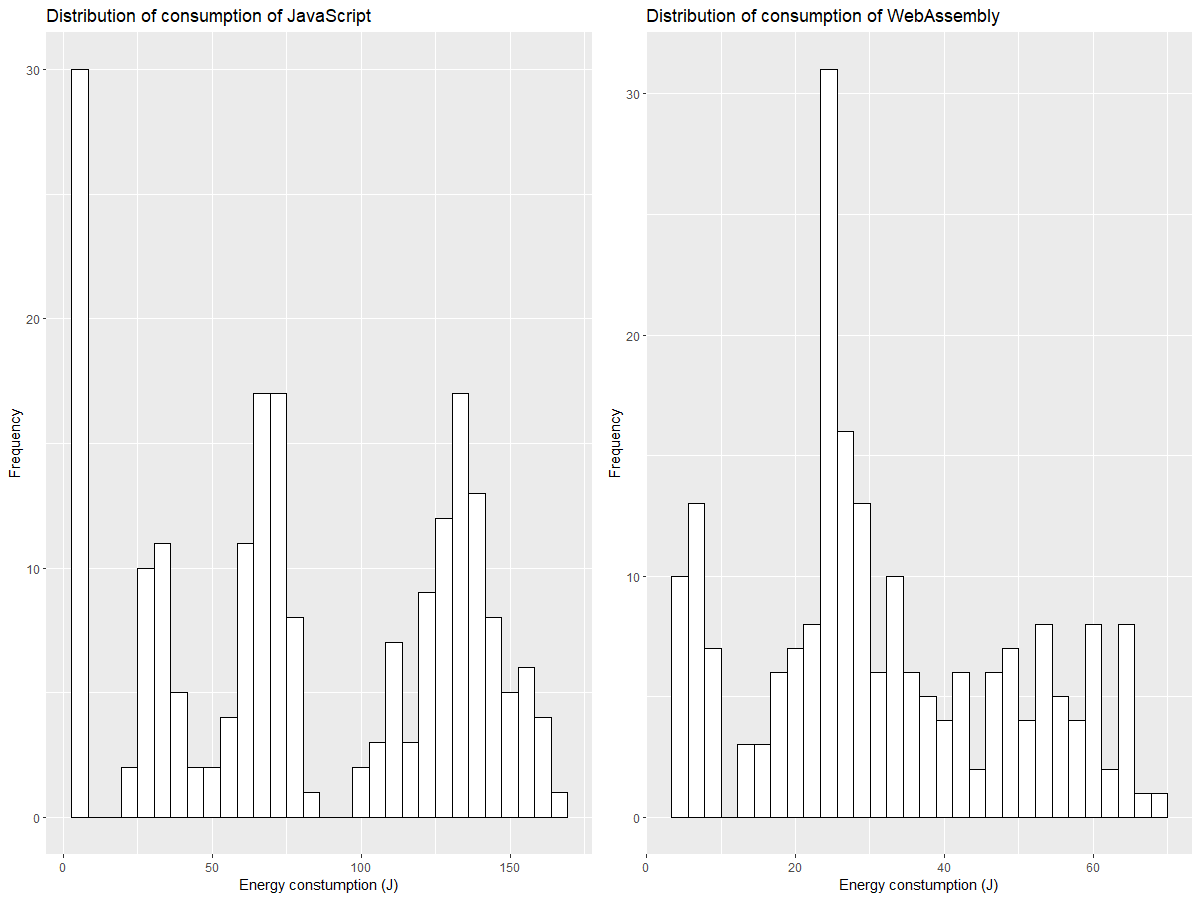 Distribution of consumption of JavaScript
30
20
10
0
Frequency
0 50 100 150
Energy constumption (J)
Distribution of consumption of WebAssembly
30
20
10
0
Frequency
0 20 40 60
Energy constumption (J)